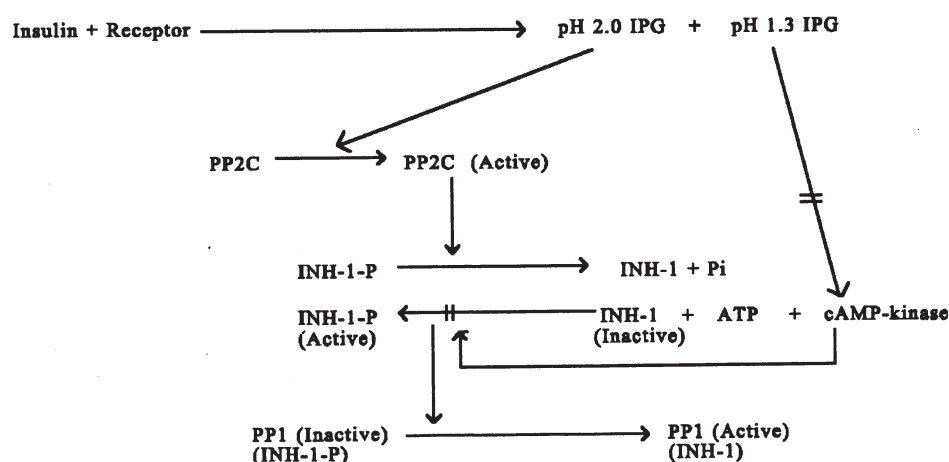 Insulin + Receptor pH 2.0 IPG + pH 1.3 IPG
PP2C PP2C (Active)
INH-1-P INH-1 + Pi
INH-1-P INH-1 + ATP + cAMP-kinase
(Active) (Inactive)
PP1 (Inactive) PP1 (Active)
(INH-1-P) (INH-1)